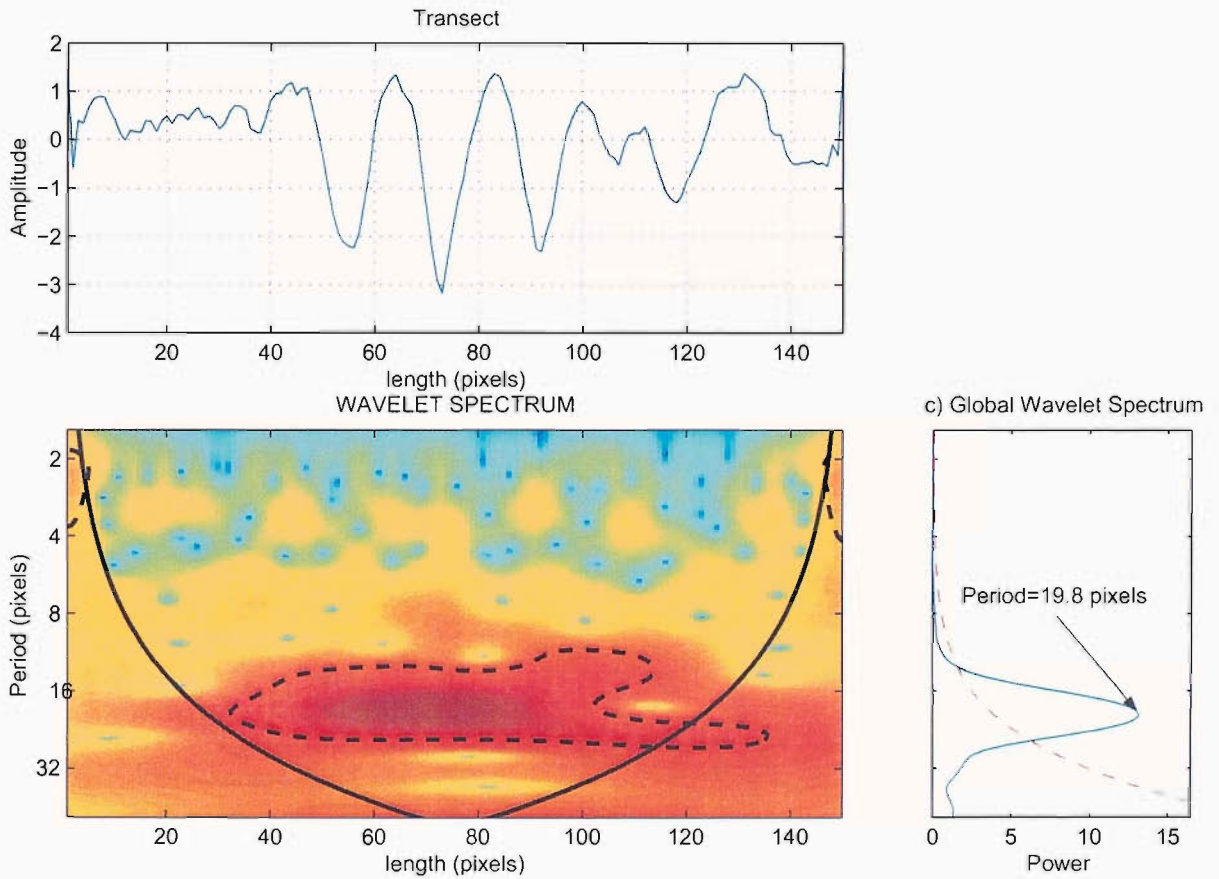 Transect
2
1
0
−1
−2
−3
−4
Amplitude
20 40 60 80 100 120 140
length (pixels)
WAVELET SPECTRUM
2
4
8
16
32
Period (pixels)
20 40 60 80 100 120 140
length (pixels)
c) Global Wavelet Spectrum
Period=19.8 pixels
0 5 10 15
Power